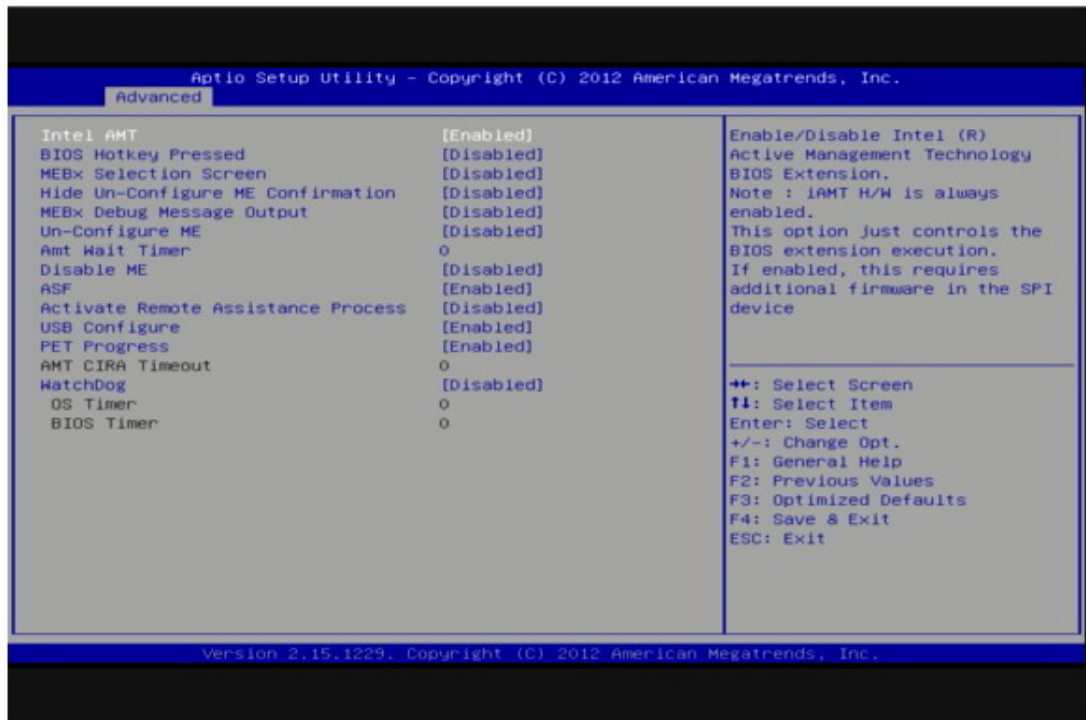 Aptio Setup Utility - Copyright (C) 2012 American Megatrends, Inc.
Advanced
Intel AMT [Enabled]
BIOS Hotkey Pressed [Disabled]
MEBx Selection Screen [Disabled]
Hide Un-Configure ME Confirmation [Disabled]
MEBx Debug Message Output [Disabled]
Un-Configure ME [Disabled]
Amt Wait Timer 0
Disable ME [Disabled]
ASF [Enabled]
Activate Remote Assistance Process [Disabled]
USB Configure [Enabled]
PET Progress [Enabled]
AMT CIRA Timeout 0
WatchDog [Disabled]
OS Timer 0
BIOS Timer 0
Enable/Disable Intel (R)
Active Management Technology
BIOS Extension.
Note : iAMT H/W is always
enabled.
This option just controls the
BIOS extension execution.
If enabled, this requires
additional firmware in the SPI
device
→←: Select Screen
↑↓: Select Item
Enter: Select
+/-: Change Opt.
F1: General Help
F2: Previous Values
F3: Optimized Defaults
F4: Save & Exit
ESC: Exit
Version 2.15.1229. Copyright (C) 2012 American Megatrends, Inc.